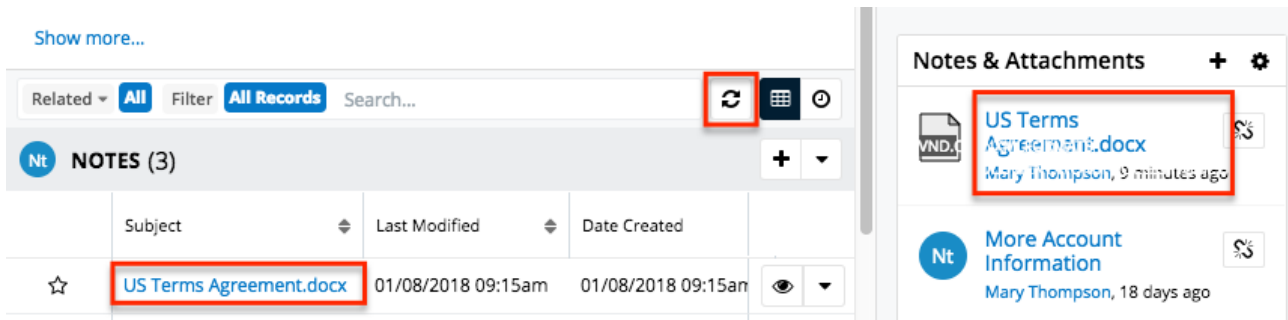 Show more...
Related All Filter All Records Search...
Nt NOTES (3)
Subject Last Modified Date Created
US Terms Agreement.docx 01/08/2018 09:15am 01/08/2018 09:15am
Notes & Attachments
US Terms
Agreement.docx
Mary Thompson, 9 minutes ago
Nt
More Account
Information
Mary Thompson, 18 days ago